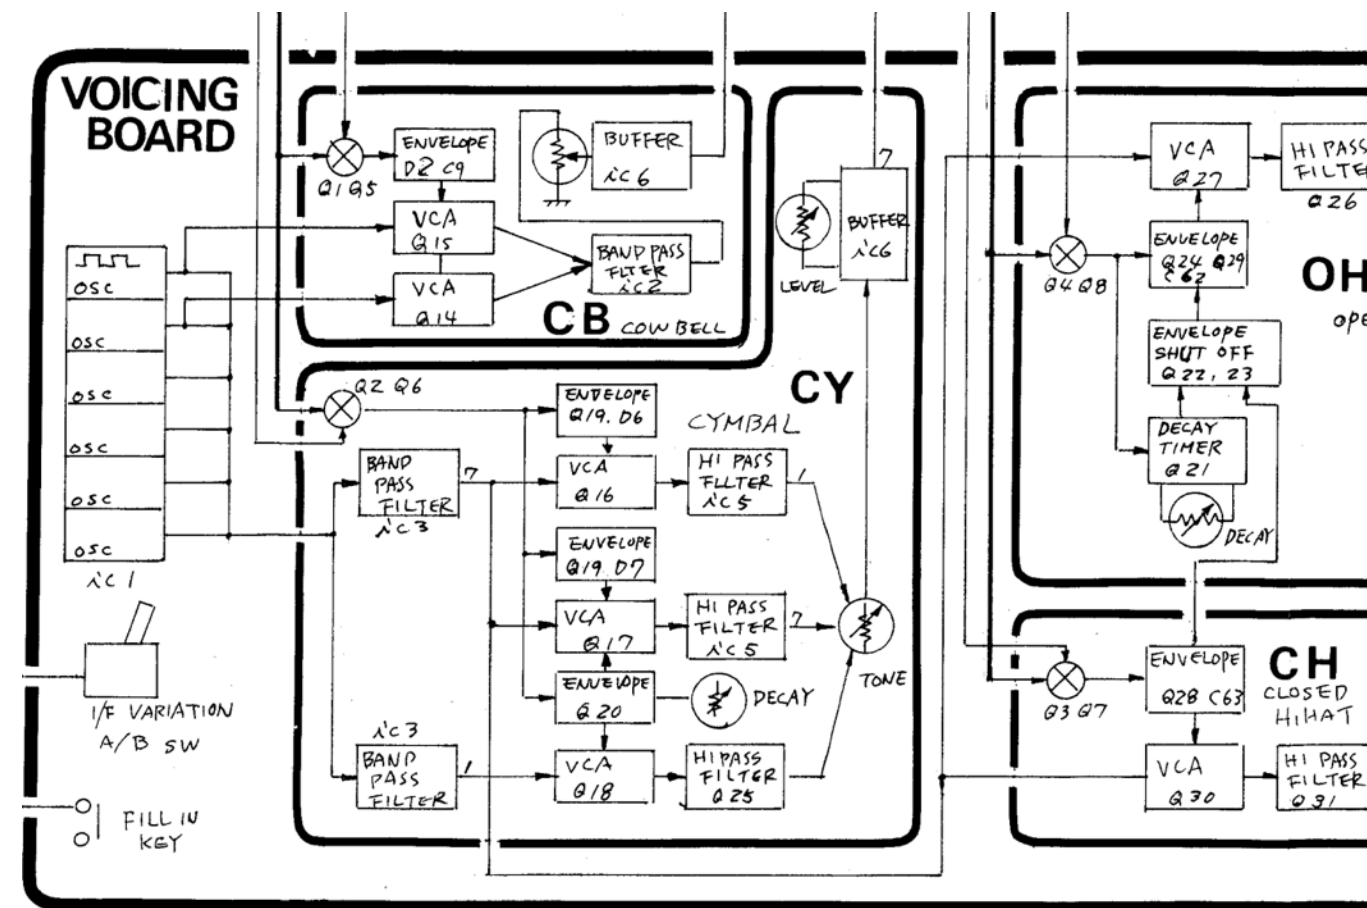 VOICING
BOARD
OSC
OSC
OSC
OSC
OSC
OSC
iC 1
I/F VARIATION
A/B SW
FILL IN
KEY
Q1 Q5
ENVELOPE
D2 C9
VCA
Q15
VCA
Q14
BUFFER
iC 6
BAND PASS
FLTER
iC2
CB COW BELL
7
BUFFER
iC6
LEVEL
CY
CYMBAL
Q2 Q6
BAND
PASS
FILTER
iC3
7
ENVELOPE
Q19. D6
VCA
Q16
HI PASS
FILTER
iC5
1
ENVELOPE
Q19 D7
VCA
Q17
HI PASS
FILTER
iC5
7
TONE
ENVELOPE
Q20
DECAY
iC3
BAND
PASS
FILTER
1
VCA
Q18
HI PASS
FILTER
Q25
VCA
Q27
HI PASS
FILTE
Q26
Q4 Q8
ENVELOPE
Q24 Q29
C62
OH
OPE
ENVELOPE
SHUT OFF
Q22, 23
DECAY
TIMER
Q21
DECAY
Q3 Q7
ENVELOPE
Q28 C63
CH
CLOSED
HIHAT
VCA
Q30
HI PASS
FILTER
Q31